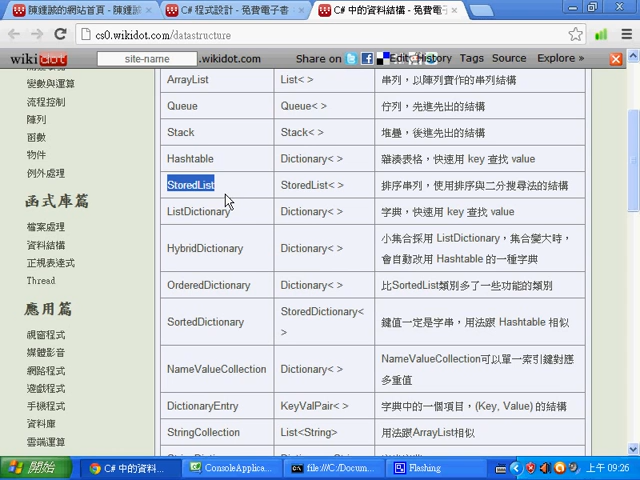 陳鍾誠的網站首頁 - 陳鍾誠
C# 程式設計 - 免費電子書
C# 中的資料結構 - 免費電子
cs0.wikidot.com/datastructure
wikidot site-name .wikidot.com Share on Edit History Tags Source Explore »
變數與運算
流程控制
陣列
函數
物件
例外處理
函式庫篇
檔案處理
資料結構
正規表達式
Thread
應用篇
視窗程式
媒體影音
網路程式
遊戲程式
手機程式
資料庫
雲端運算
ArrayList List< > 串列，以陣列實作的串列結構
Queue Queue< > 佇列，先進先出的結構
Stack Stack< > 堆疊，後進先出的結構
Hashtable Dictionary< > 雜湊表格，快速用 key 查找 value
StoredList StoredList< > 排序串列，使用排序與二分搜尋法的結構
ListDictionary Dictionary< > 字典，快速用 key 查找 value
HybridDictionary Dictionary< > 小集合採用 ListDictionary，集合變大時，
會自動改用 Hashtable 的一種字典
OrderedDictionary Dictionary< > 比SortedList類別多了一些功能的類別
SortedDictionary StoredDictionary<
> 鍵值一定是字串，用法跟 Hashtable 相似
NameValueCollection Dictionary< > NameValueCollection可以單一索引鍵對應
多重值
DictionaryEntry KeyValPair< > 字典中的一個項目，(Key, Value) 的結構
StringCollection List<String> 用法跟ArrayList相似
開始 C# 中的資料... ConsoleApplica... file:///C:/Docum... Flashing 上午 09:26